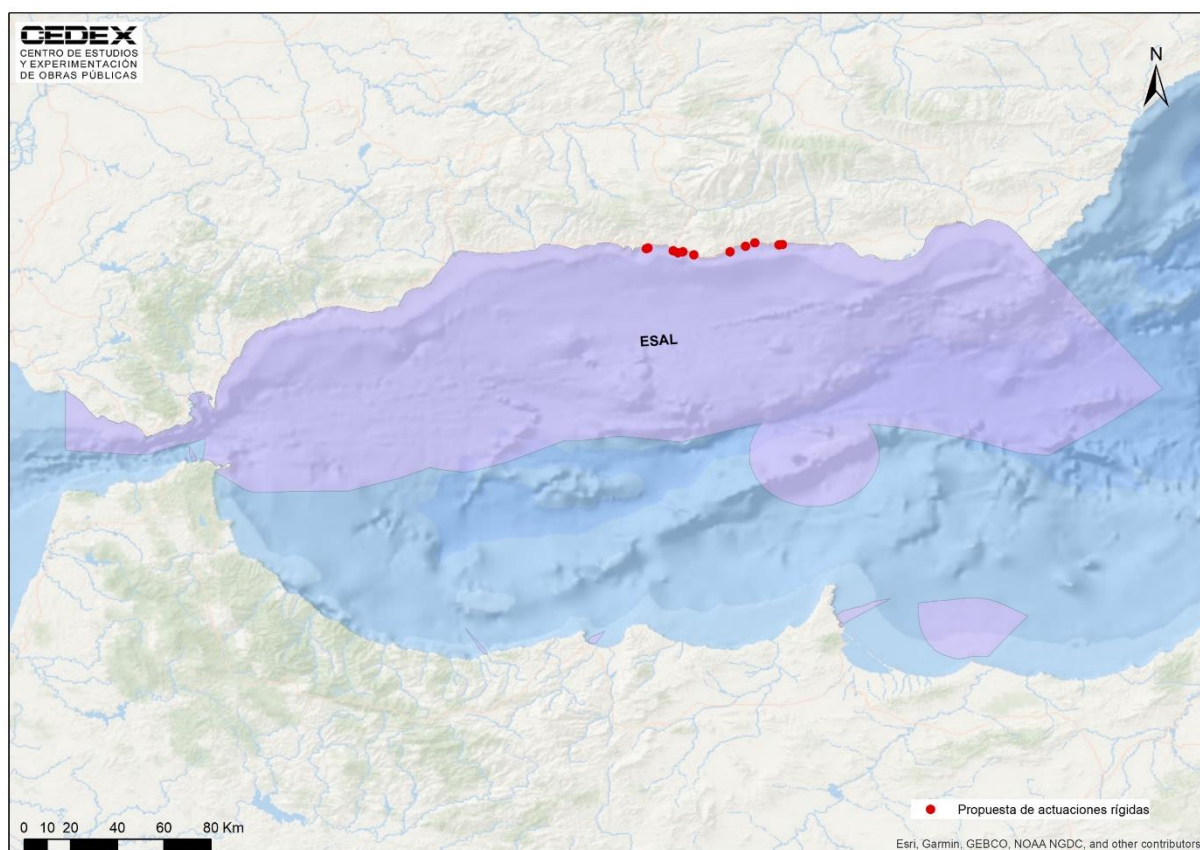 CEDEX
CENTRO DE ESTUDIOS
Y EXPERIMENTACIÓN
DE OBRAS PÚBLICAS
N
ESAL
Propuesta de actuaciones rígidas
0 10 20 40 60 80 Km
Esri, Garmin, GEBCO, NOAA NGDC, and other contributors